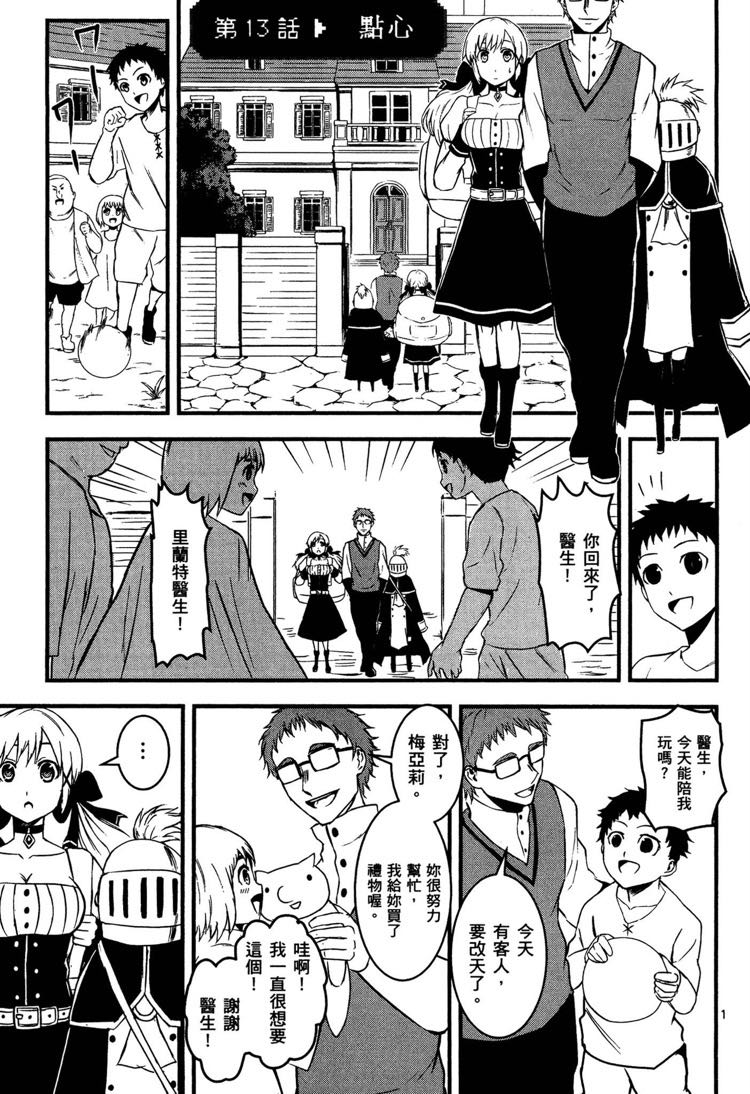 第13話 點心
你回來了，
醫生！
里蘭特醫生！
醫生，
今天能陪我
玩嗎？
今天
有客人，
要改天了。
對了，
梅亞莉。
妳很努力
幫忙，
我給妳買了
禮物喔。
哇啊！
我一直很想要
這個！
謝謝
醫生！
…
1